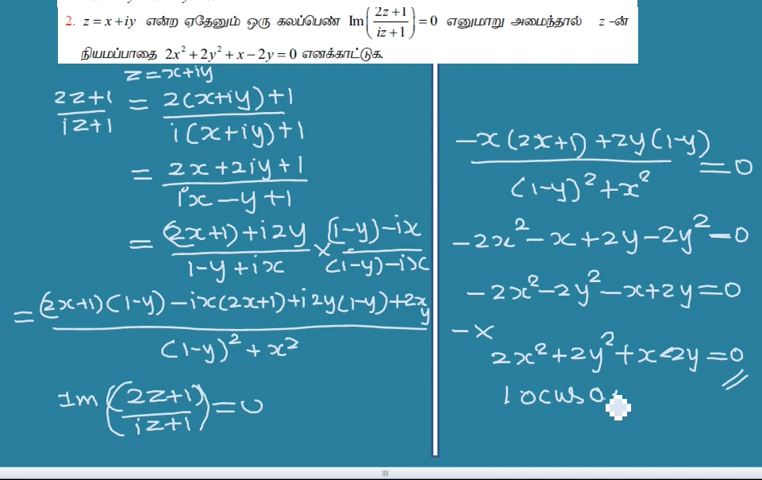 2. z = x + iy என்ற ஏதேனும் ஒரு கலப்பெண் Im((2z+1)/(iz+1)) = 0 எனுமாறு அமைந்தால் z -ன்
நியமப்பாதை 2x² + 2y² + x − 2y = 0 எனக்காட்டுக.
z = x+iy
(2z+1)/(iz+1) = (2(x+iy)+1)/(i(x+iy)+1)
= (2x+2iy+1)/(ix−y+1)
= ((2x+1)+i2y)/(1−y+ix) × ((1−y)−ix)/((1−y)−ix)
= ((2x+1)(1−y)−ix(2x+1)+i2y(1−y)+2xy)/((1−y)²+x²)
Im((2z+1)/(iz+1)) = 0
(−x(2x+1)+2y(1−y))/((1−y)²+x²) = 0
−2x²−x+2y−2y²=0
−2x²−2y²−x+2y=0
−x
2x²+2y²+x−2y=0
Locus o